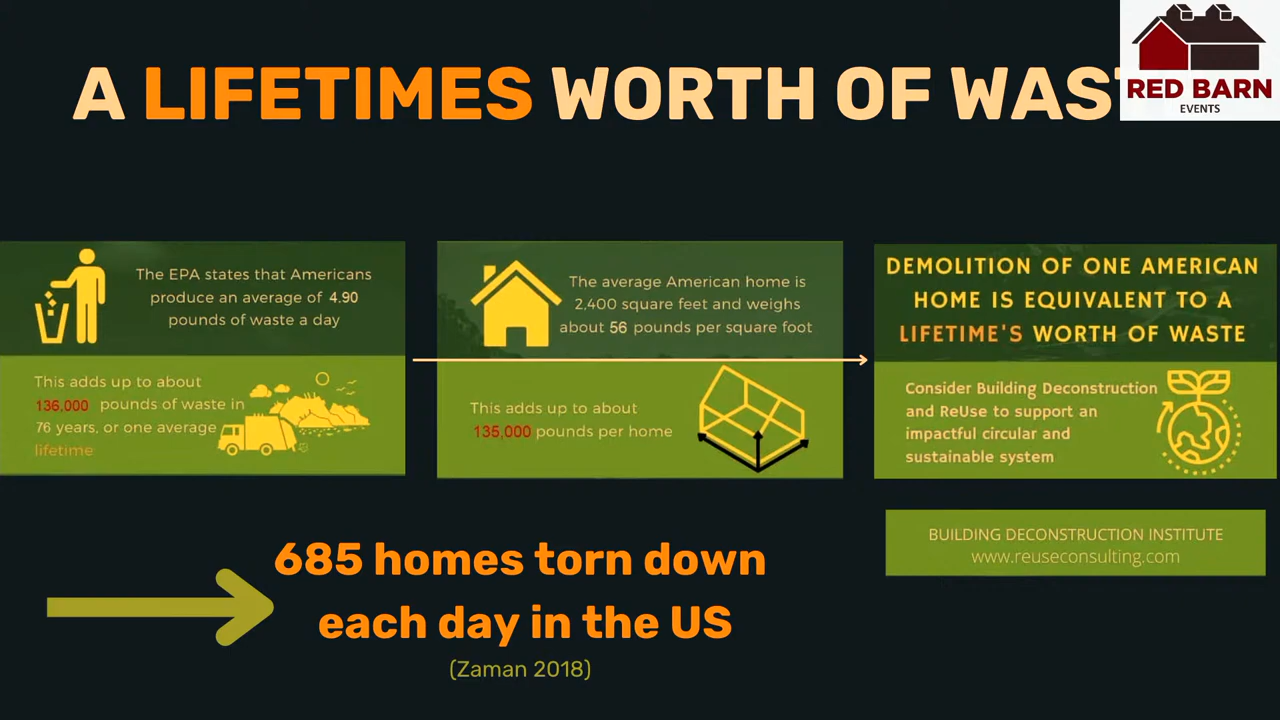 A LIFETIMES WORTH OF WAS
RED BARN
EVENTS
The EPA states that Americans
produce an average of 4.90
pounds of waste a day
This adds up to about
136,000 pounds of waste in
76 years, or one average
lifetime
The average American home is
2,400 square feet and weighs
about 56 pounds per square foot
This adds up to about
135,000 pounds per home
DEMOLITION OF ONE AMERICAN
HOME IS EQUIVALENT TO A
LIFETIME'S WORTH OF WASTE
Consider Building Deconstruction
and ReUse to support an
impactful circular and
sustainable system
BUILDING DECONSTRUCTION INSTITUTE
www.reuseconsulting.com
685 homes torn down
each day in the US
(Zaman 2018)